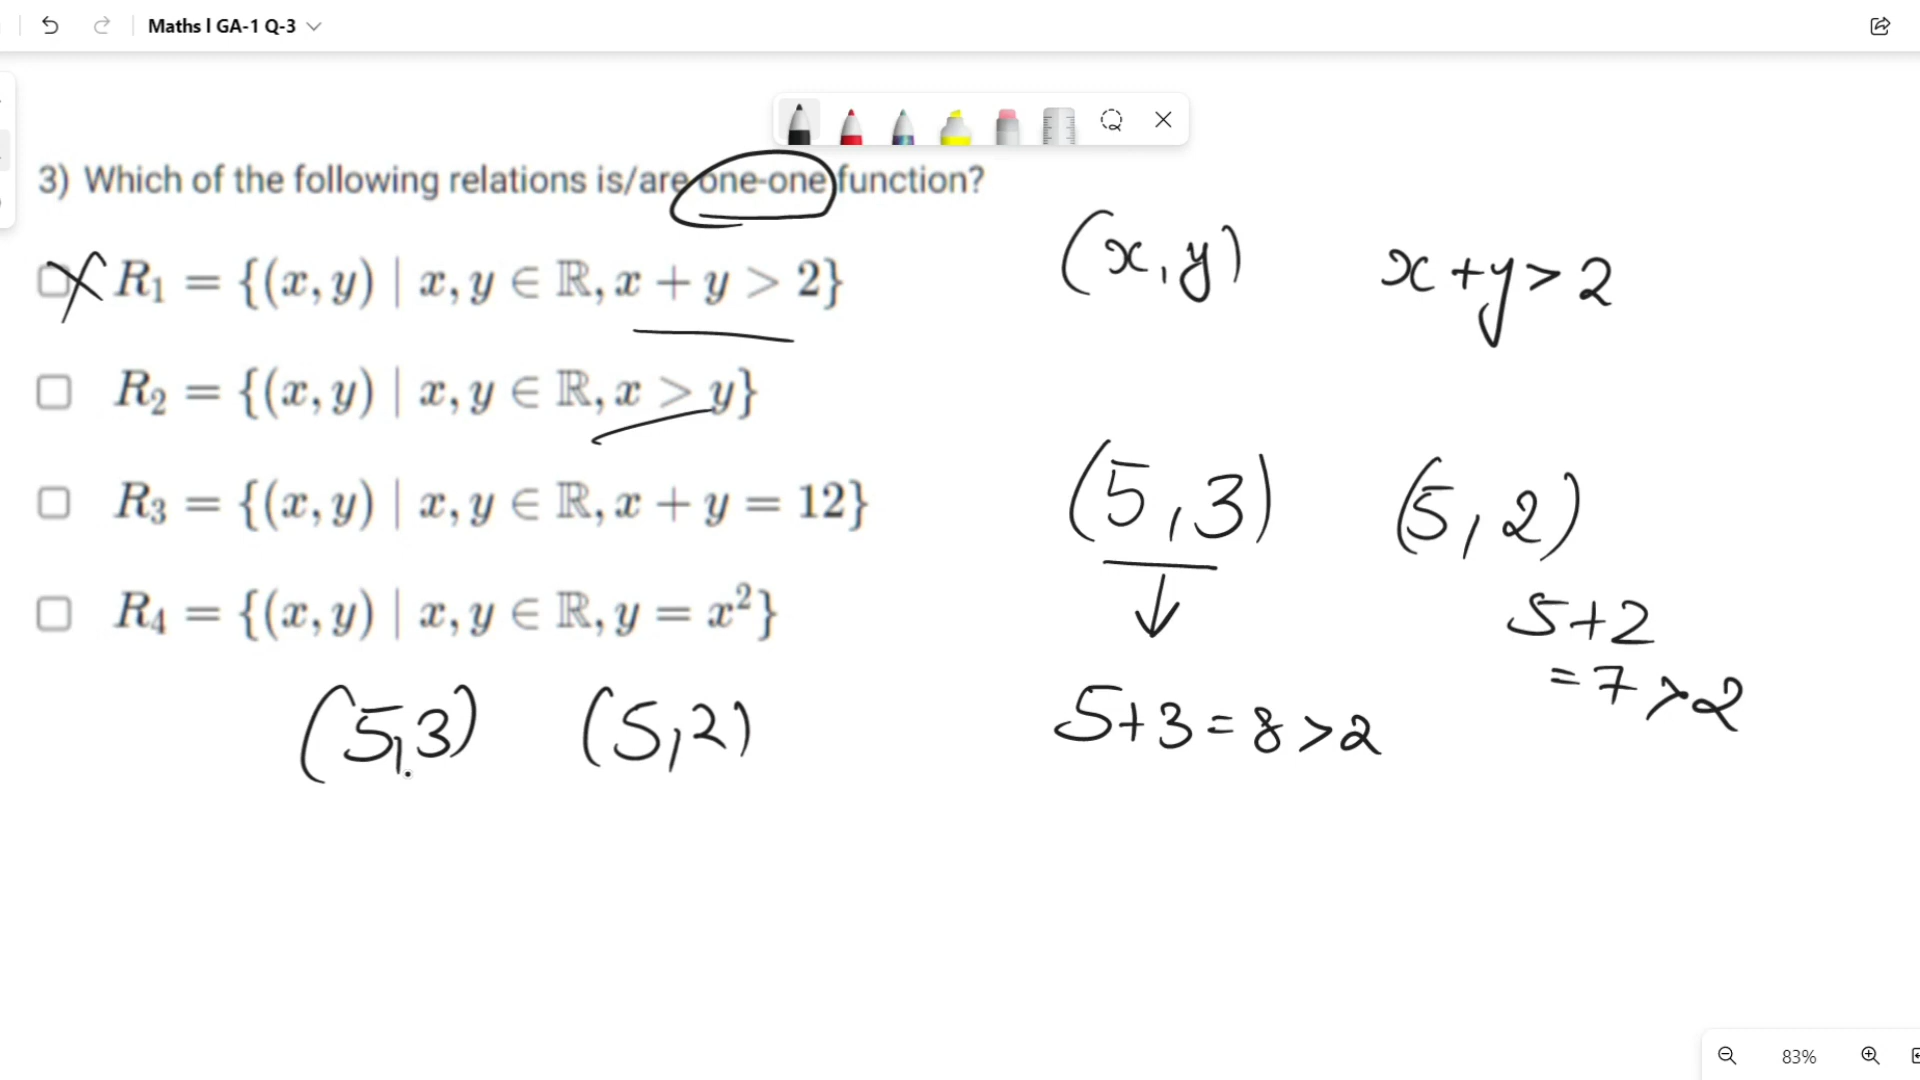 Maths I GA-1 Q-3
3) Which of the following relations is/are one-one function?
R₁ = {(x, y) | x, y ∈ ℝ, x + y > 2}
R₂ = {(x, y) | x, y ∈ ℝ, x > y}
R₃ = {(x, y) | x, y ∈ ℝ, x + y = 12}
R₄ = {(x, y) | x, y ∈ ℝ, y = x²}
(5,3) (5,2)
(x,y) x+y>2
(5,3) (5,2)
5+2
=7>2
5+3=8>2
83%